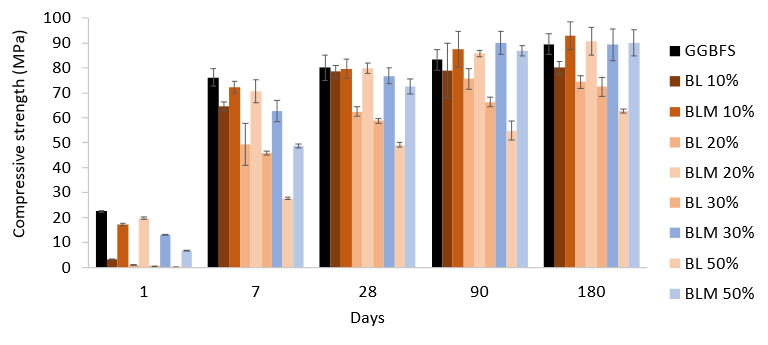 100
90
80
70
60
50
40
30
20
10
0
Compressive strength (MPa)
1 7 28 90 180
Days
GGBFS
BL 10%
BLM 10%
BL 20%
BLM 20%
BL 30%
BLM 30%
BL 50%
BLM 50%